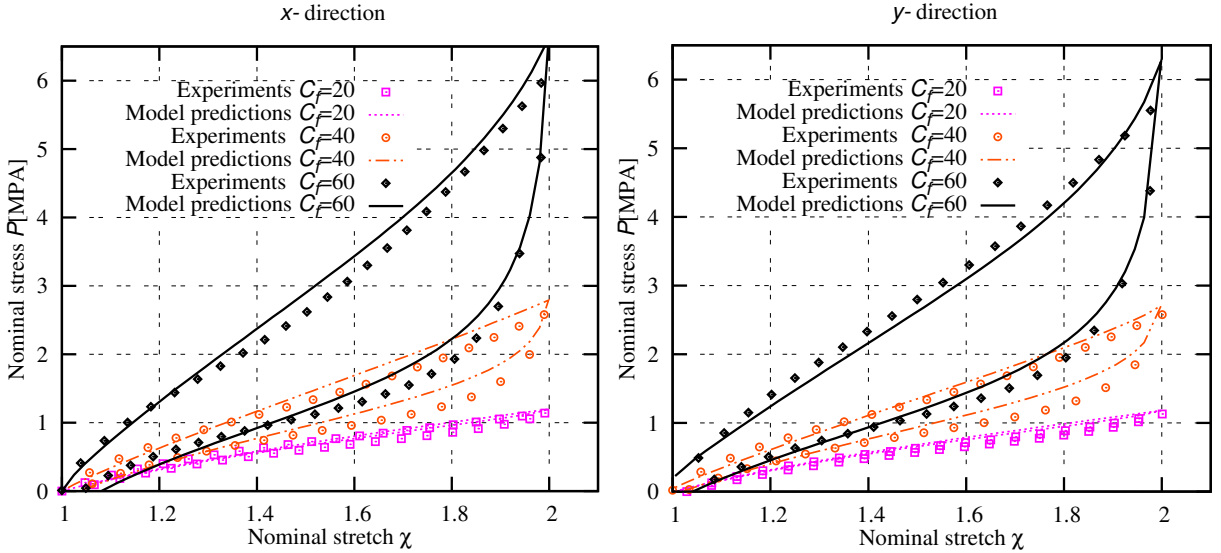 x- direction
6
5
4
3
2
1
0
Nominal stress P[MPA]
Experiments C_f=20
Model predictions C_f=20
Experiments C_f=40
Model predictions C_f=40
Experiments C_f=60
Model predictions C_f=60
1 1.2 1.4 1.6 1.8 2
Nominal stretch χ
y- direction
6
5
4
3
2
1
0
Nominal stress P[MPA]
Experiments C_f=20
Model predictions C_f=20
Experiments C_f=40
Model predictions C_f=40
Experiments C_f=60
Model predictions C_f=60
1 1.2 1.4 1.6 1.8 2
Nominal stretch χ